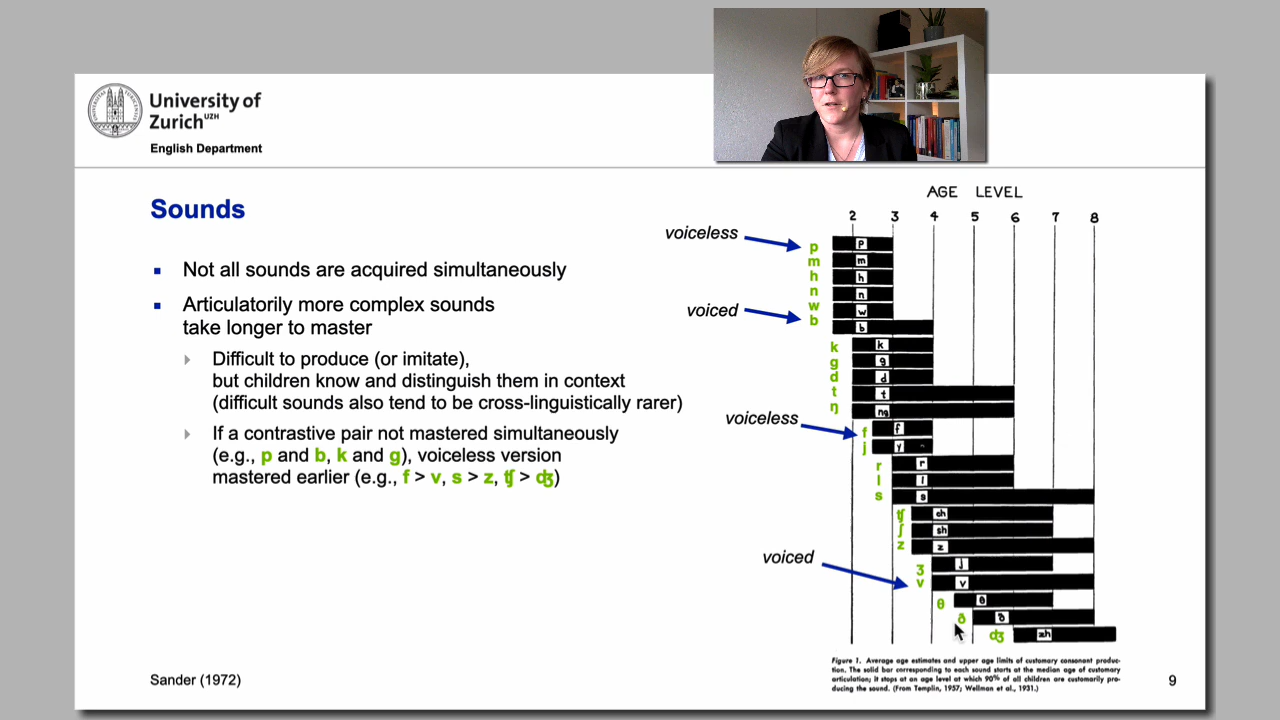 University of
Zurich UZH
English Department
Sounds
▪ Not all sounds are acquired simultaneously
▪ Articulatorily more complex sounds
take longer to master
Difficult to produce (or imitate),
but children know and distinguish them in context
(difficult sounds also tend to be cross-linguistically rarer)
If a contrastive pair not mastered simultaneously
(e.g., p and b, k and g), voiceless version
mastered earlier (e.g., f > v, s > z, ʧ > ʤ)
Sander (1972)
AGE LEVEL
2 3 4 5 6 7 8
voiceless
p p
m m
h h
n n
w w
voiced
b b
k k
g g
d d
t t
ŋ ng
voiceless
f f
j y
r r
l l
s s
ʧ ch
ʃ sh
z z
voiced
ʒ j
v v
θ θ
ð ð
ʤ zh
Figure 1. Average age estimates and upper age limits of customary consonant produc-
tion. The solid bar corresponding to each sound starts at the median age of customary
articulation; it stops at an age level at which 90% of all children are customarily pro-
ducing the sound. (From Templin, 1957; Wellman et al., 1931.)
9